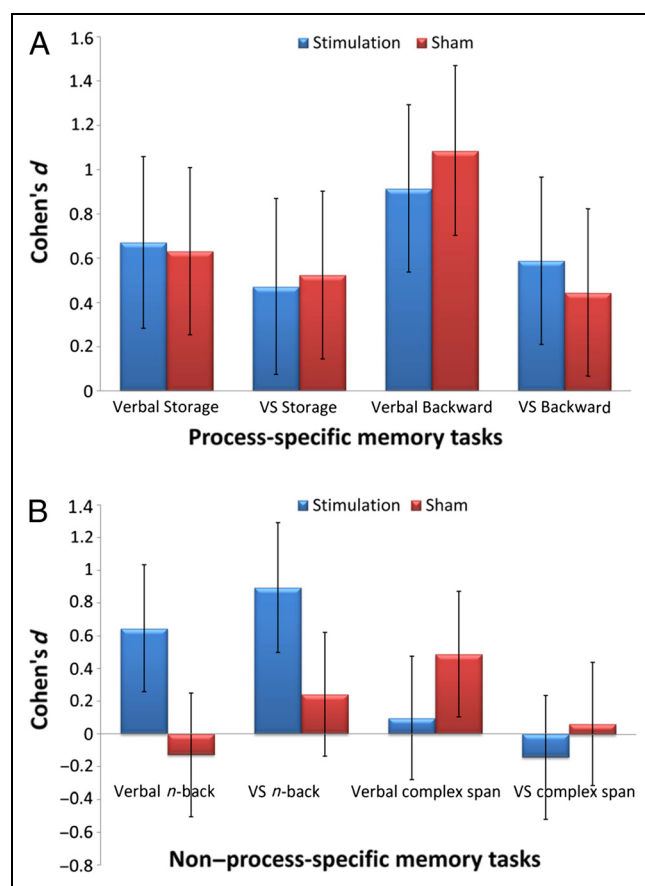 A
Stimulation Sham
1.6
1.4
1.2
1
0.8
0.6
0.4
0.2
0
Cohen's d
Verbal Storage VS Storage Verbal Backward VS Backward
Process-specific memory tasks
B
Stimulation Sham
1.4
1.2
1
0.8
0.6
0.4
0.2
0
−0.2
−0.4
−0.6
−0.8
Cohen's d
Verbal n-back VS n-back Verbal complex span VS complex span
Non–process-specific memory tasks